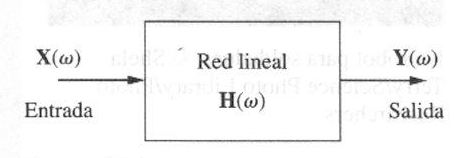 X(ω)
Entrada
Red lineal
H(ω)
Y(ω)
Salida